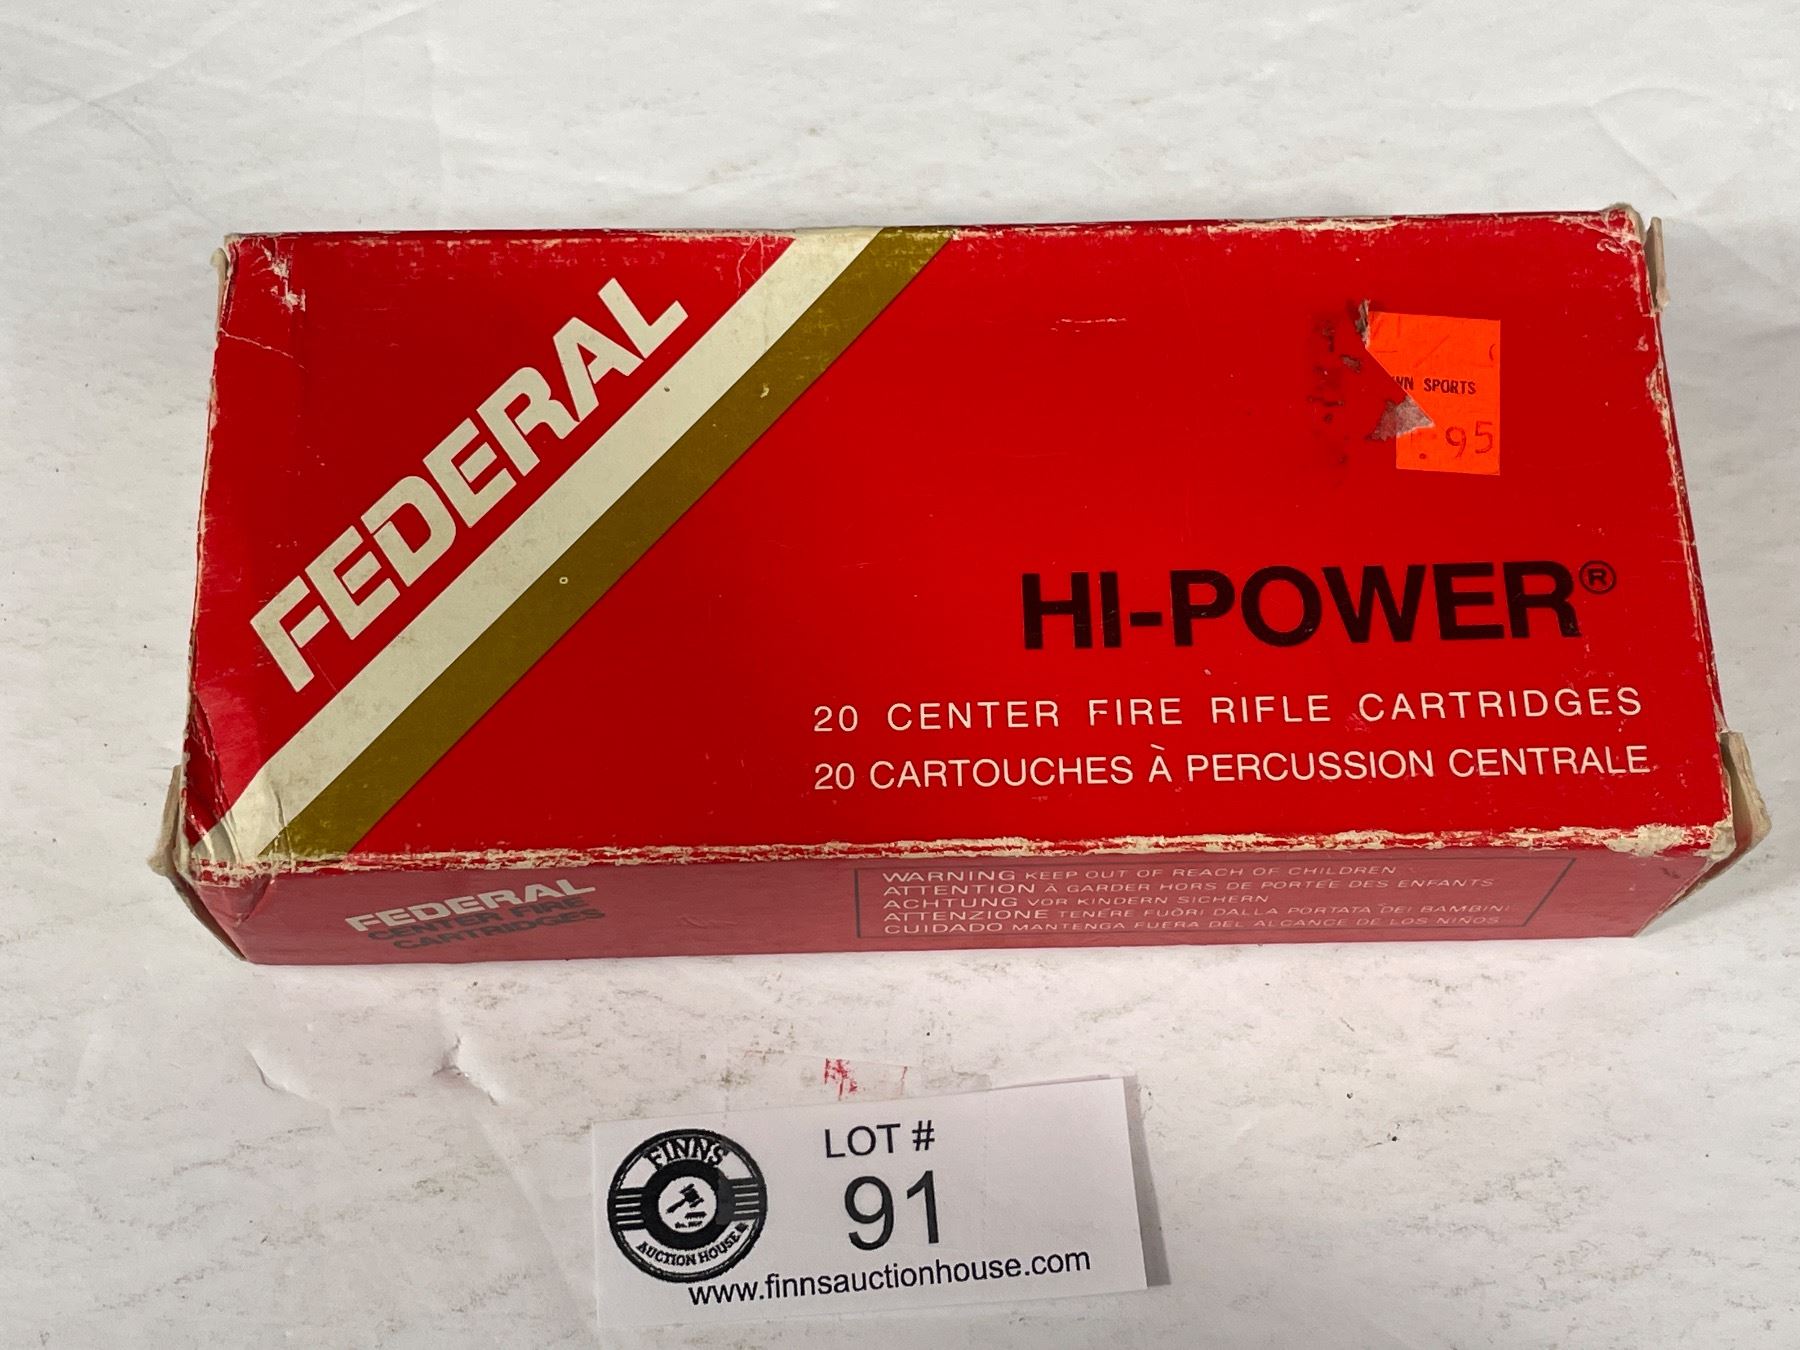 FEDERAL
SPORTS
.95
HI-POWER®
20 CENTER FIRE RIFLE CARTRIDGES
20 CARTOUCHES À PERCUSSION CENTRALE
FEDERAL
CENTER FIRE
CARTRIDGES
WARNING KEEP OUT OF REACH OF CHILDREN
ATTENTION À GARDER HORS DE PORTÉE DES ENFANTS
ACHTUNG VOR KINDERN SICHERN
ATTENZIONE TENERE FUORI DALLA PORTATA DEI BAMBINI
CUIDADO MANTENGA FUERA DEL ALCANCE DE LOS NIÑOS
LOT #
91
FINNS
AUCTION HOUSE
www.finnsauctionhouse.com